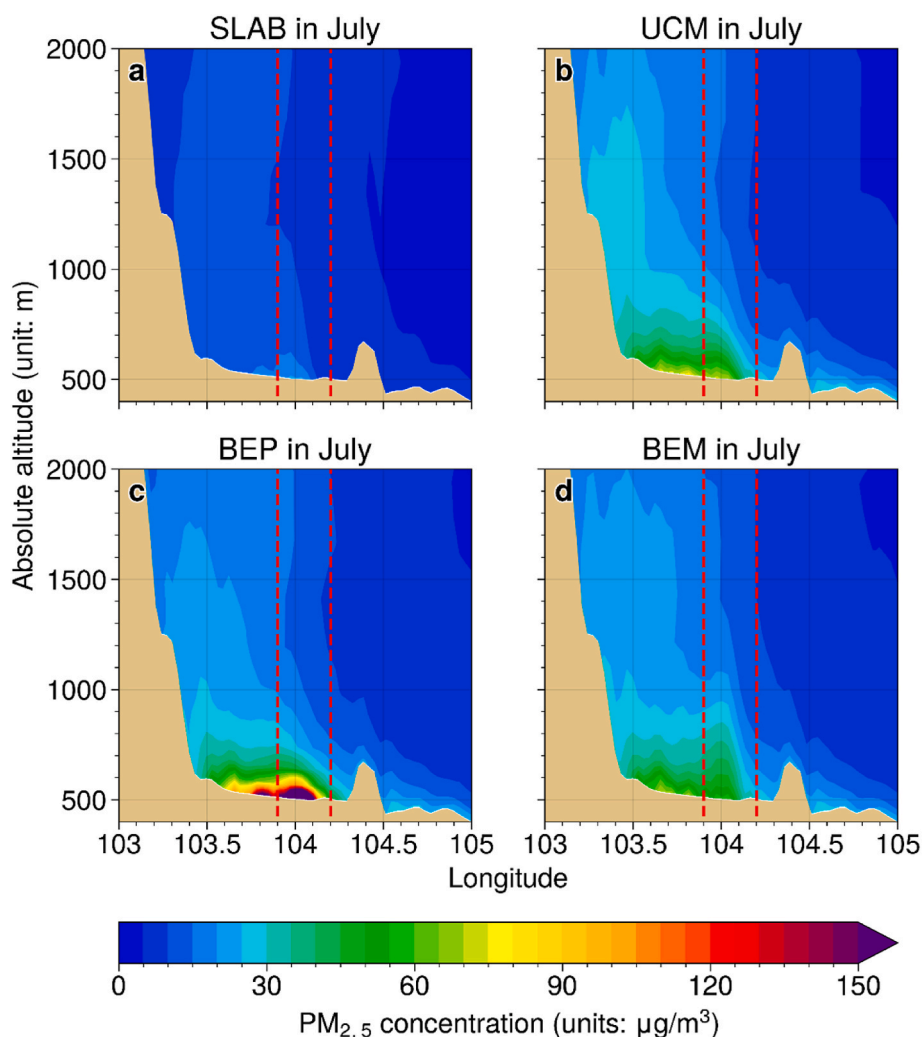 SLAB in July
UCM in July
2000
1500
1000
500
a
b
BEP in July
BEM in July
2000
1500
1000
500
c
d
Absolute altitude (unit: m)
103 103.5 104 104.5 105
103 103.5 104 104.5 105
Longitude
0 30 60 90 120 150
PM2.5 concentration (units: μg/m³)